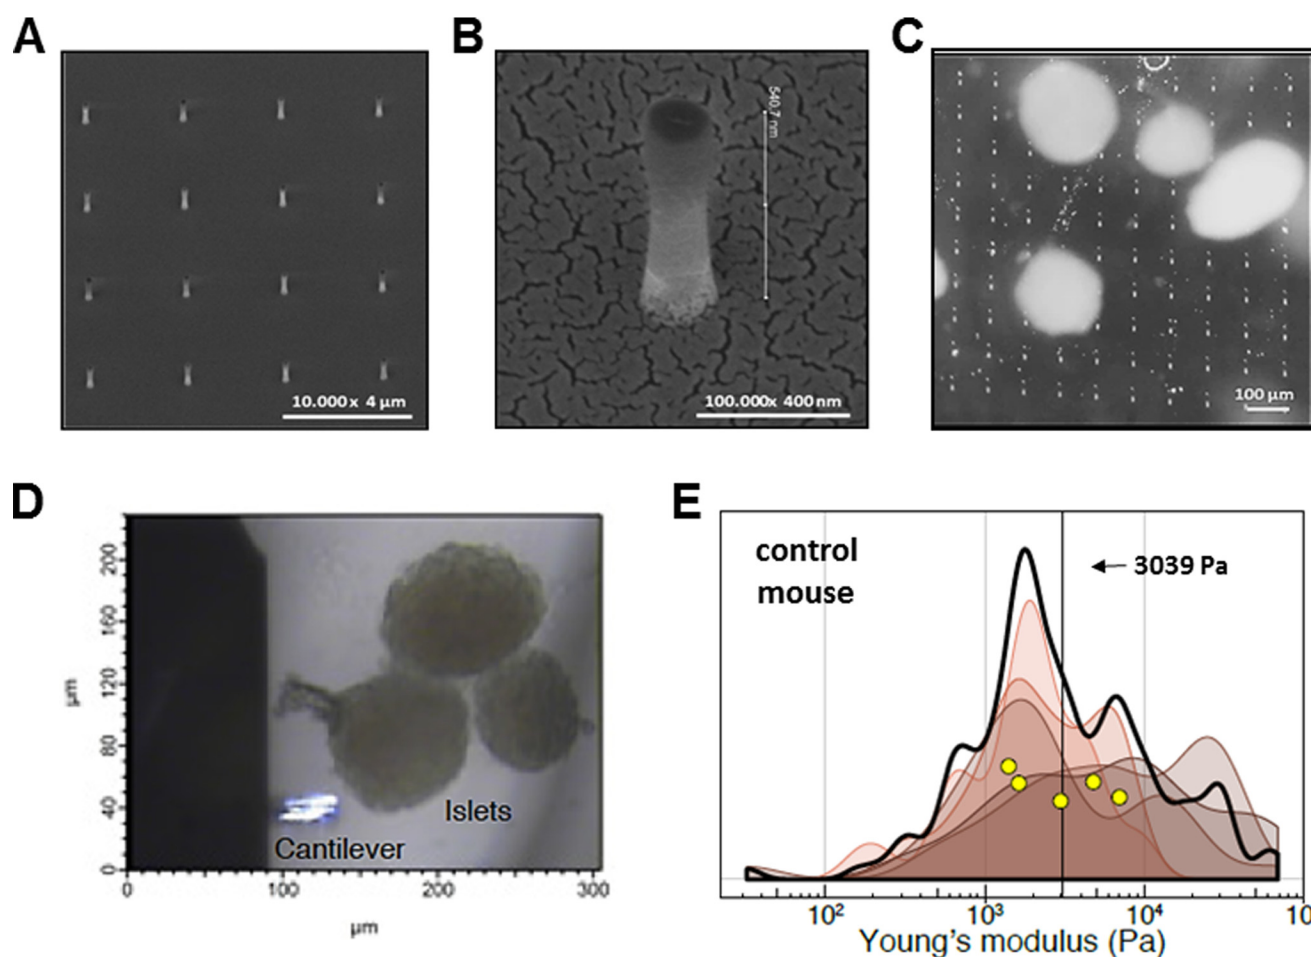 A
B
C
540.7 nm
10.000x 4 µm
100.000x 400 nm
100 µm
D
E
200
160
120
80
40
0
µm
Islets
Cantilever
0
100
200
300
µm
control
mouse
3039 Pa
10²
10³
10⁴
10
Young's modulus (Pa)